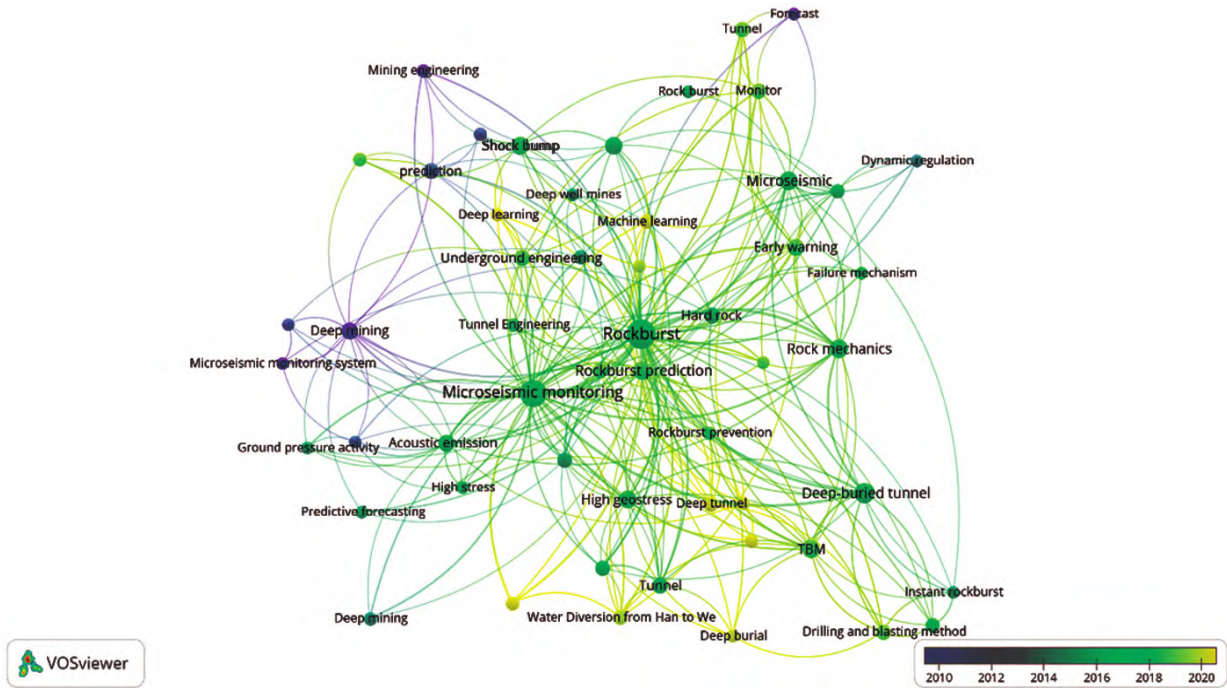 Forecast
Tunnel
Mining engineering
Rock burst
Monitor
Shock bump
Dynamic regulation
prediction
Microseismic
Deep well mines
Deep learning
Machine learning
Early warning
Underground engineering
Failure mechanism
Hard rock
Tunnel Engineering
Deep mining
Rockburst
Rock mechanics
Microseismic monitoring system
Rockburst prediction
Microseismic monitoring
Rockburst prevention
Acoustic emission
Ground pressure activity
High stress
Deep-buried tunnel
High geostress
Deep tunnel
Predictive forecasting
TBM
Tunnel
Instant rockburst
Deep mining
Water Diversion from Han to We
Drilling and blasting method
Deep burial
VOSviewer
2010 2012 2014 2016 2018 2020